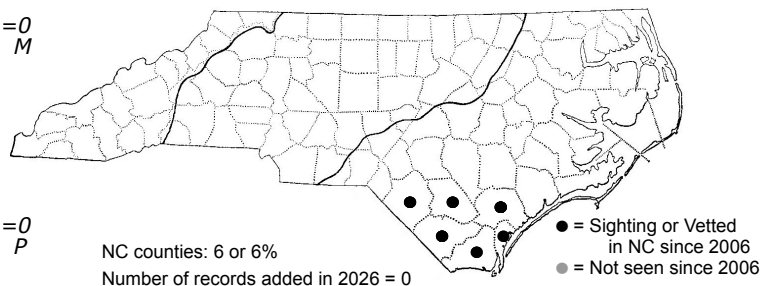 =0
M
=0
P
NC counties: 6 or 6%
Number of records added in 2026 = 0
= Sighting or Vetted
in NC since 2006
= Not seen since 2006